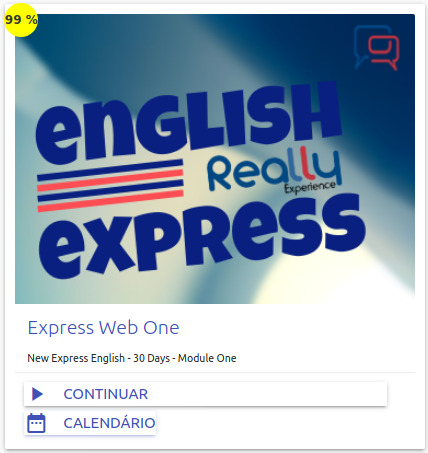 99 %
english
Really
Experience
express
Express Web One
New Express English - 30 Days - Module One
CONTINUAR
CALENDÁRIO